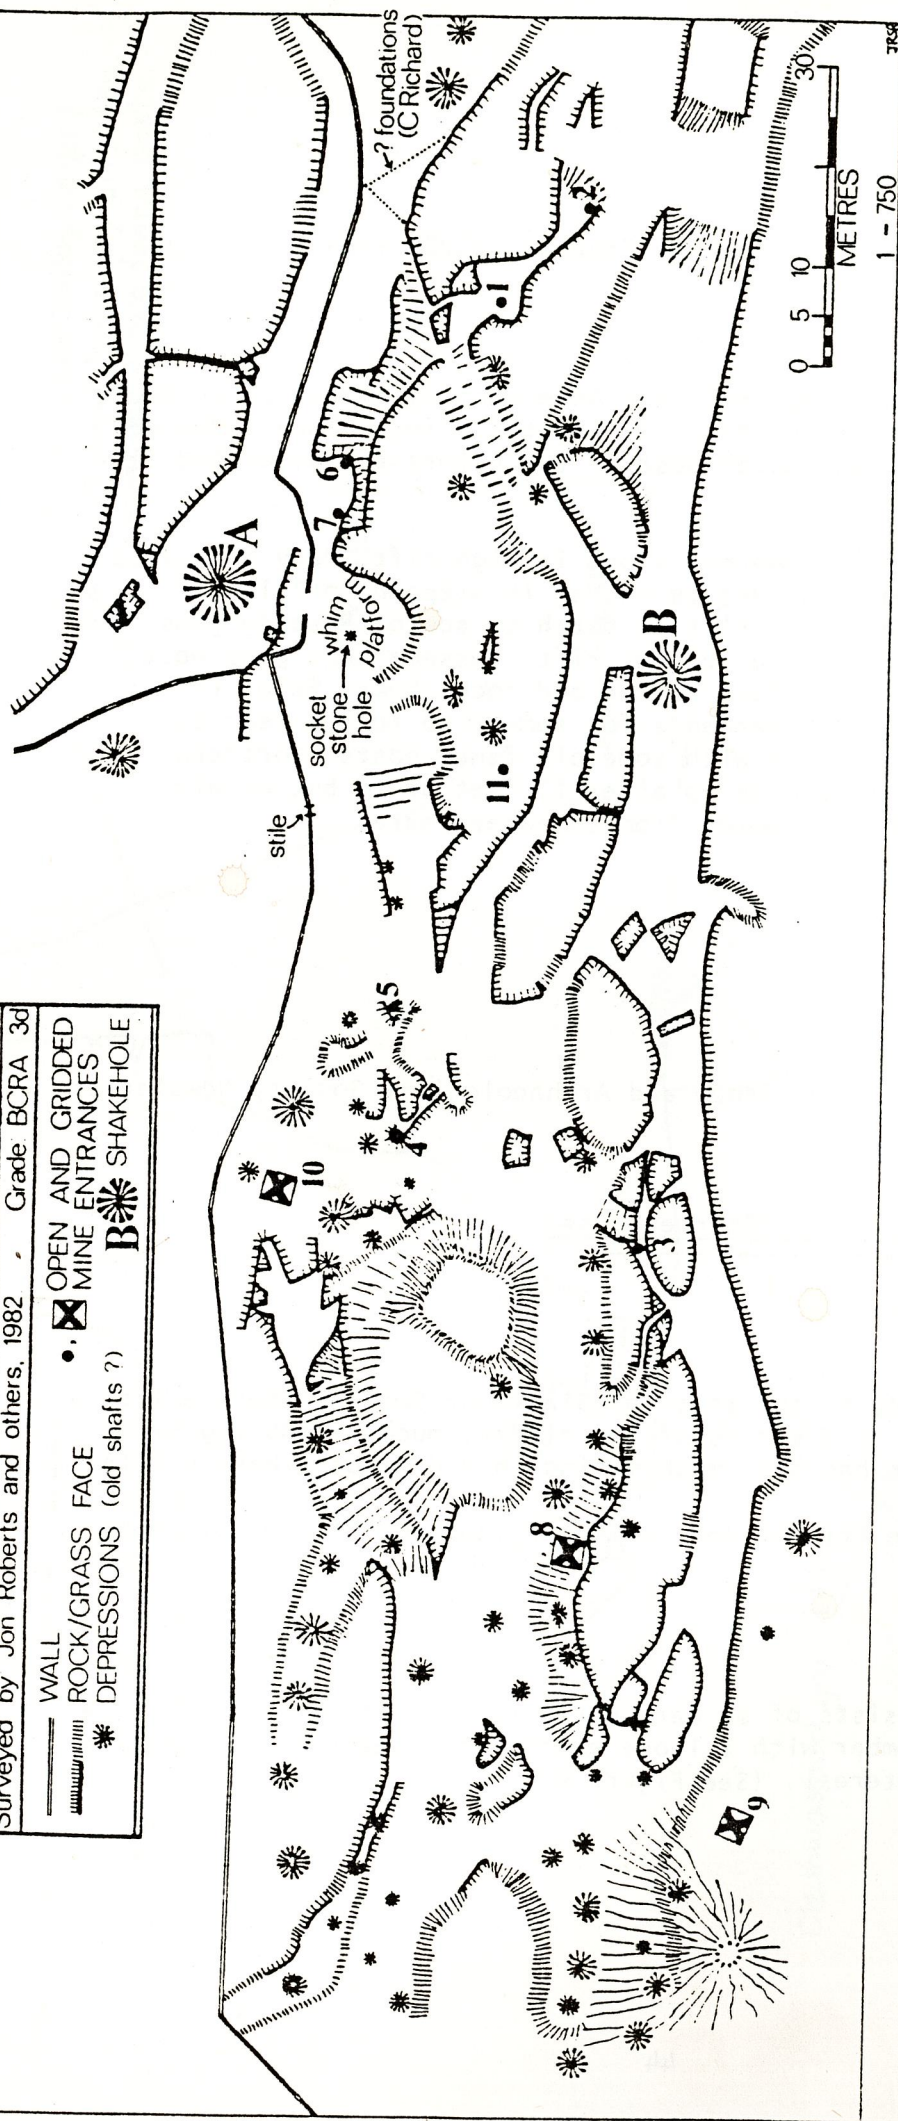 Surveyed by Jon Roberts and others, 1982. Grade: BCRA 3d
WALL
ROCK/GRASS FACE
DEPRESSIONS (old shafts ?)
OPEN AND GRIDDED
MINE ENTRANCES
B SHAKEHOLE
? foundations
(C Richard)
A
stile
socket
stone
hole
whim
platform
B
1
2
3
4
5
6
7
8
9
10
11
0 5 10 30
METRES
1 - 750